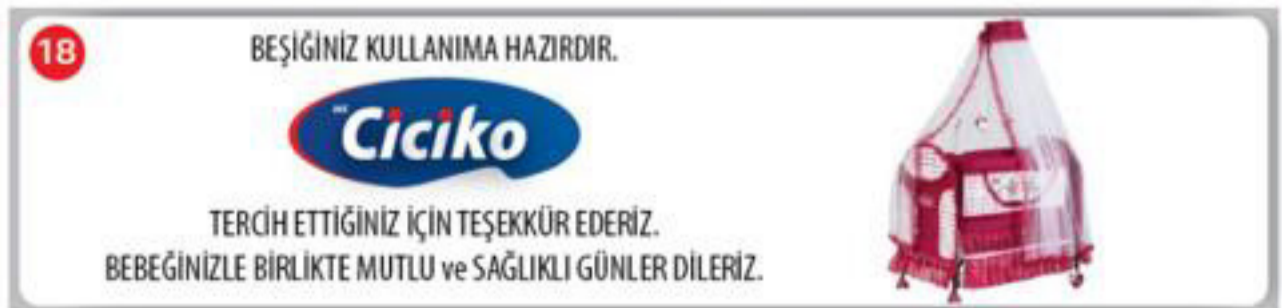 18
BEŞİĞİNİZ KULLANIMA HAZIRDIR.
Ciciko
TERCİH ETTİĞİNİZ İÇİN TEŞEKKÜR EDERİZ.
BEBEĞİNİZLE BİRLİKTE MUTLU ve SAĞLIKLI GÜNLER DİLERİZ.